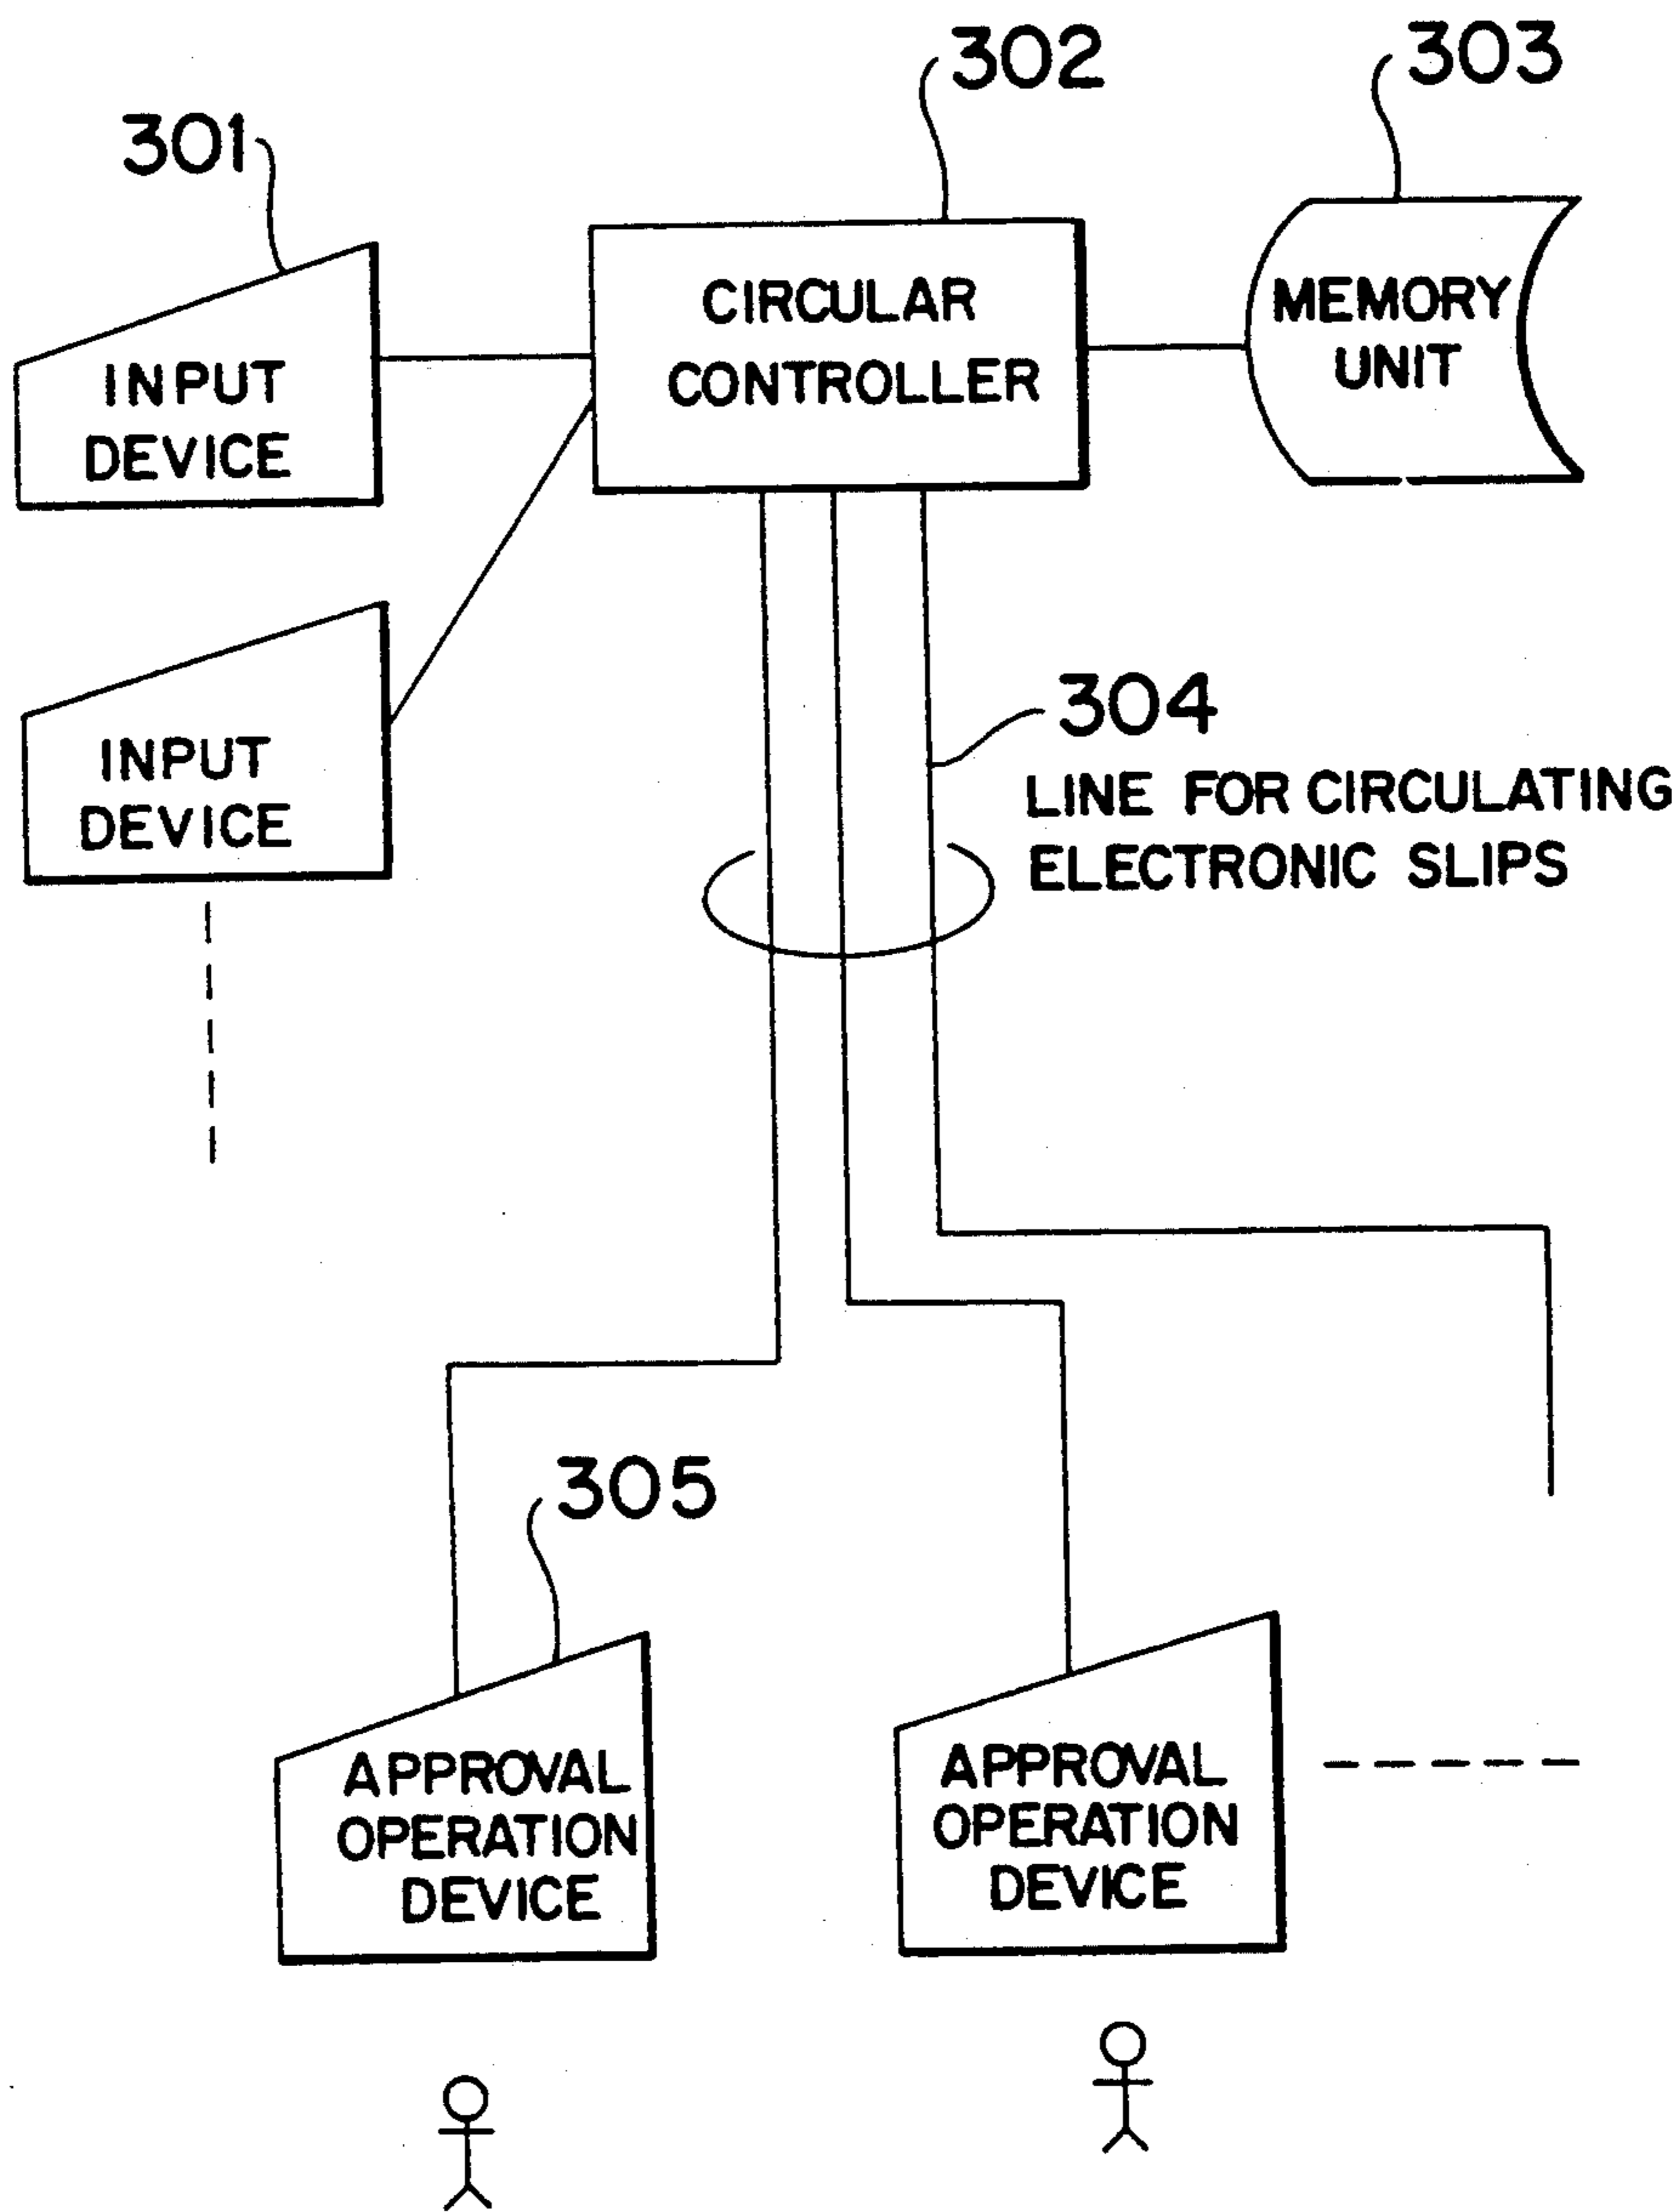 302
303
301
CIRCULAR
CONTROLLER
MEMORY
UNIT
INPUT
DEVICE
INPUT
DEVICE
304
LINE FOR CIRCULATING
ELECTRONIC SLIPS
305
APPROVAL
OPERATION
DEVICE
APPROVAL
OPERATION
DEVICE